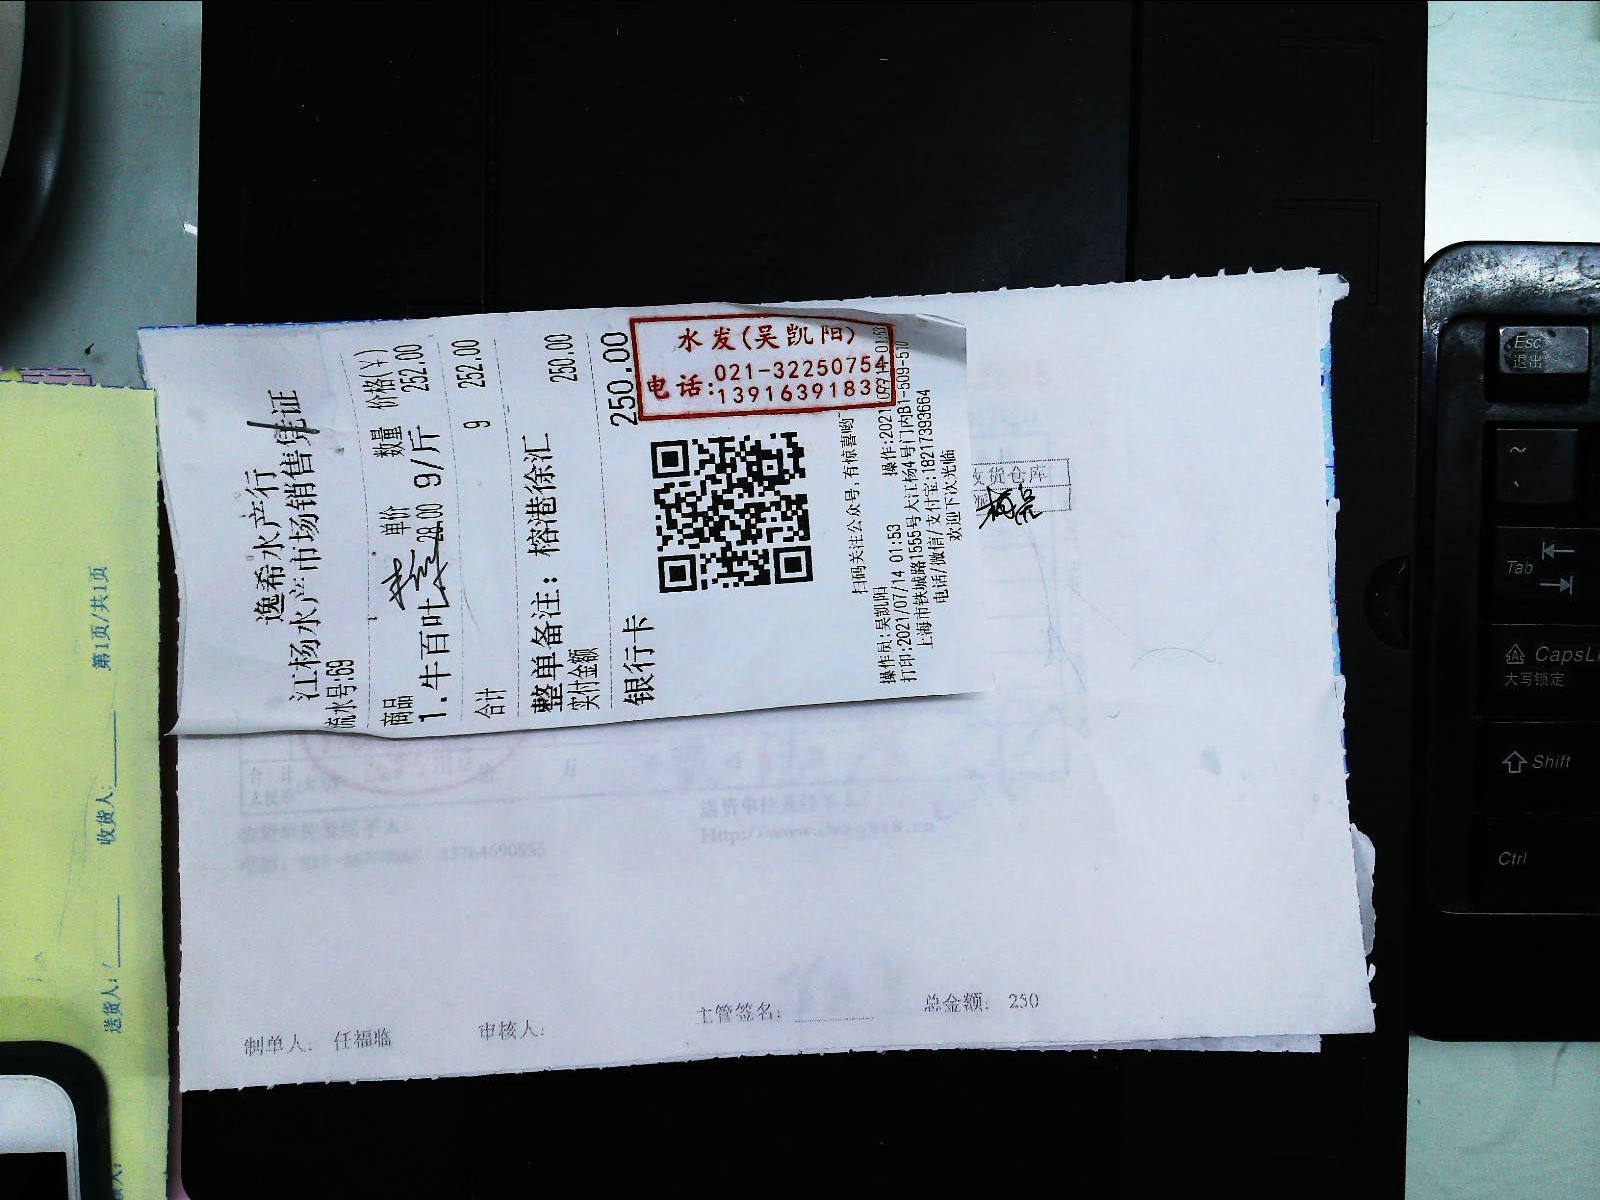 逸希水产行
江杨水产市场销售凭证
流水号:69
商品 单价 数量 价格(¥)
1.牛百叶 28.00 9/斤 252.00
合计 9 252.00
整单备注: 榕港徐汇
实付金额 250.00
银行卡 250.00
水发(吴凯阳)
电话:
021-32250754
扫码关注公众号,有惊喜哟~
操作员:吴凯阳
打印:2021/07/14 01:53
上海市铁城路1555号大江杨4号门内B1-509-510
电话/微信/支付宝:18217393664
欢迎下次光临
仓库
制单人: 任福临
审核人:
主管签名:
总金额: 250
第1页/共1页
收货人:
送货人:
Http://www.
Esc
退出
~
Tab
Caps
大写锁定
Shift
Ctrl